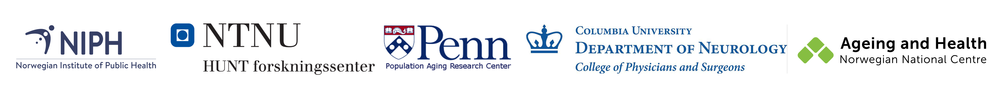 NIPH
Norwegian Institute of Public Health
NTNU
HUNT forskningssenter
Penn
Population Aging Research Center
COLUMBIA UNIVERSITY
DEPARTMENT OF NEUROLOGY
College of Physicians and Surgeons
Ageing and Health
Norwegian National Centre